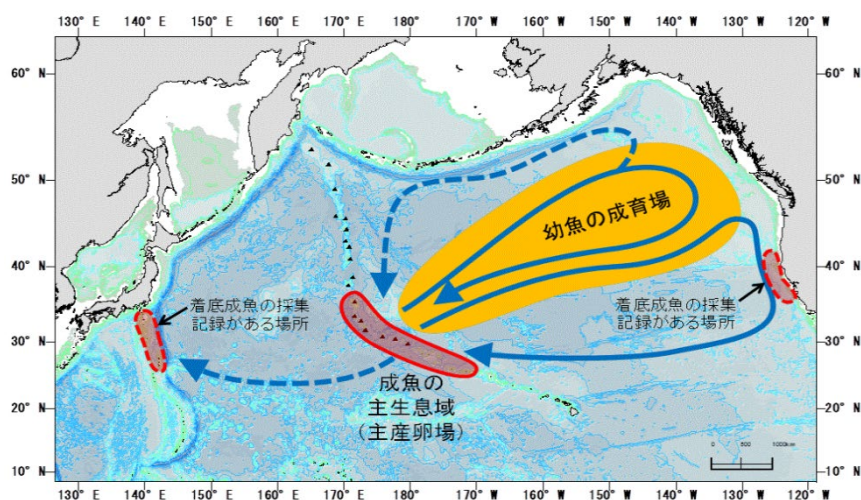 130° E 140° E 150° E 160° E 170° E 180° 170° W 160° W 150° W 140° W 130° W 120° W
60° N 60° N
50° N 50° N
幼魚の成育場
40° N 40° N
着底成魚の採集
記録がある場所
着底成魚の採集
記録がある場所
30° N 30° N
成魚の
主生息域
(主産卵場)
20° N 20° N
0 500 1000km
10° N 10° N
130° E 140° E 150° E 160° E 170° E 180° 170° W 160° W 150° W 140° W 130° W 120° W